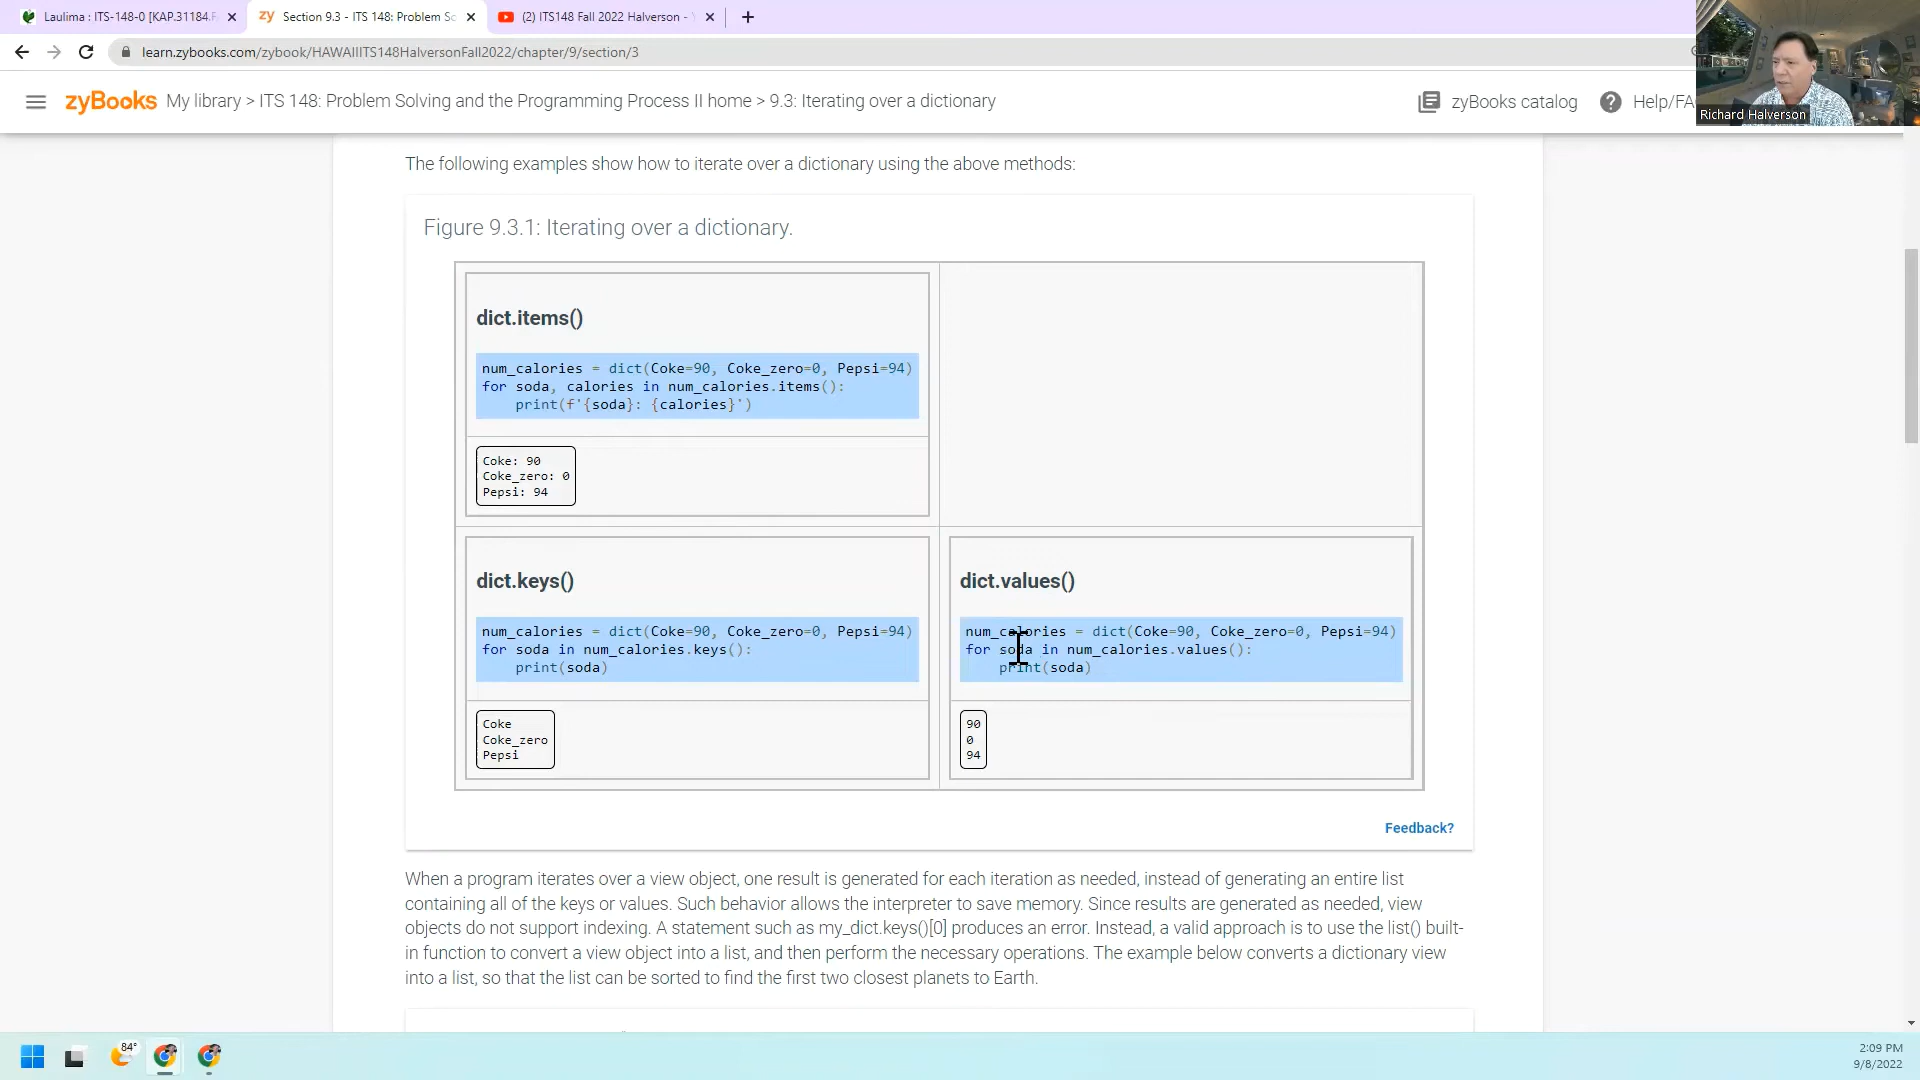 Laulima : ITS-148-0 [KAP.31184.F
Section 9.3 - ITS 148: Problem Sc
(2) ITS148 Fall 2022 Halverson -
learn.zybooks.com/zybook/HAWAIIITS148HalversonFall2022/chapter/9/section/3
zyBooks My library > ITS 148: Problem Solving and the Programming Process II home > 9.3: Iterating over a dictionary
zyBooks catalog
Help/FA
Richard Halverson
The following examples show how to iterate over a dictionary using the above methods:
Figure 9.3.1: Iterating over a dictionary.
dict.items()
num_calories = dict(Coke=90, Coke_zero=0, Pepsi=94)
for soda, calories in num_calories.items():
    print(f'{soda}: {calories}')
Coke: 90
Coke_zero: 0
Pepsi: 94
dict.keys()
num_calories = dict(Coke=90, Coke_zero=0, Pepsi=94)
for soda in num_calories.keys():
    print(soda)
Coke
Coke_zero
Pepsi
dict.values()
num_calories = dict(Coke=90, Coke_zero=0, Pepsi=94)
for soda in num_calories.values():
    print(soda)
90
0
94
Feedback?
When a program iterates over a view object, one result is generated for each iteration as needed, instead of generating an entire list
containing all of the keys or values. Such behavior allows the interpreter to save memory. Since results are generated as needed, view
objects do not support indexing. A statement such as my_dict.keys()[0] produces an error. Instead, a valid approach is to use the list() built-
in function to convert a view object into a list, and then perform the necessary operations. The example below converts a dictionary view
into a list, so that the list can be sorted to find the first two closest planets to Earth.
84°
2:09 PM
9/8/2022